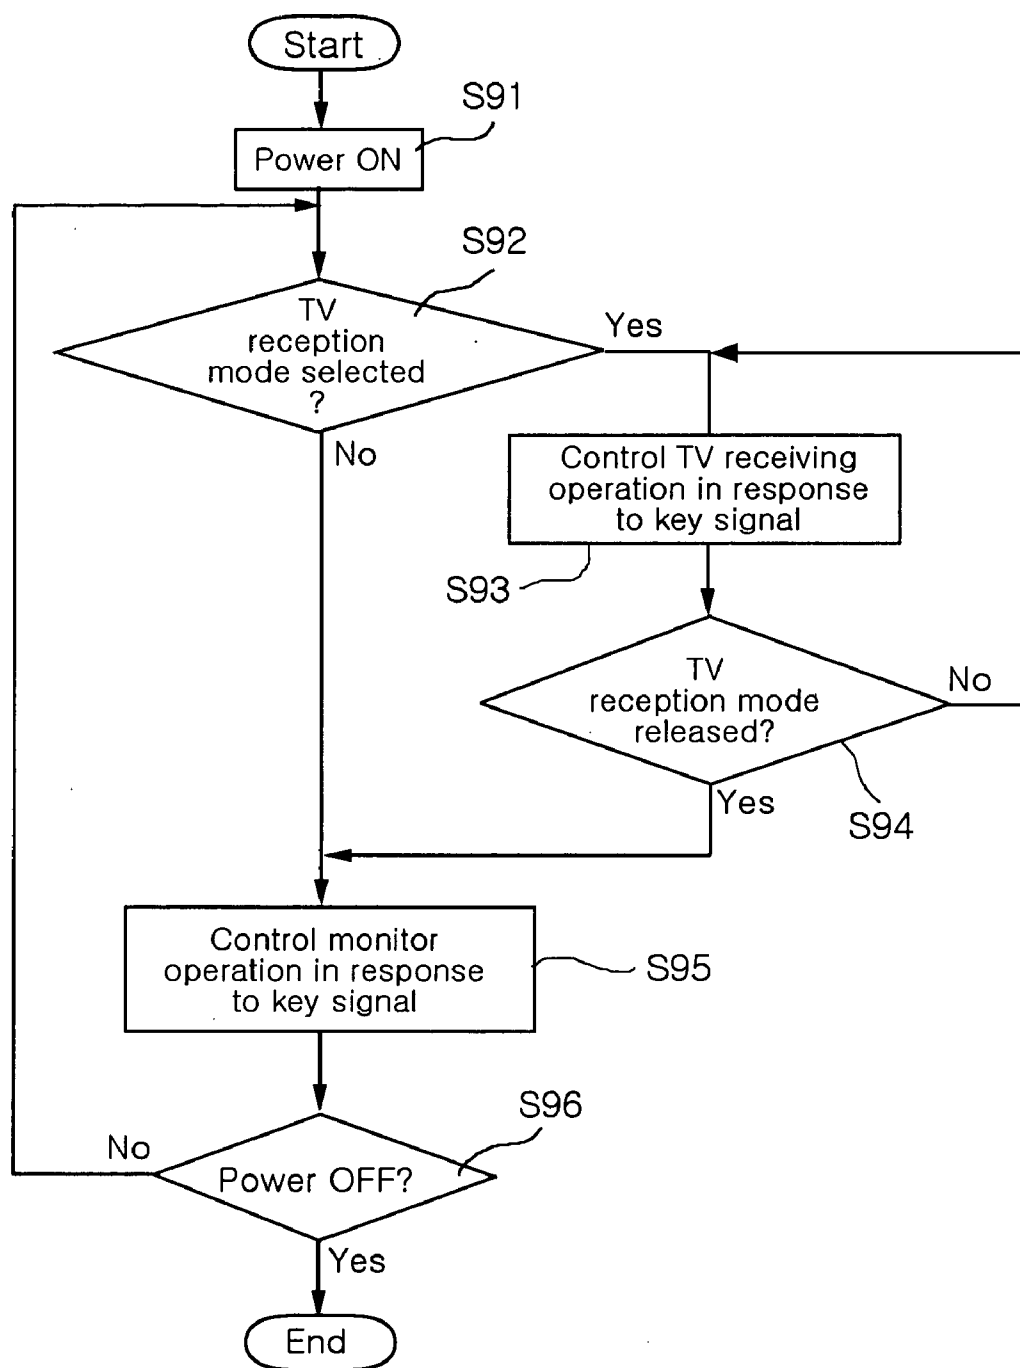 Start
S91
Power ON
S92
TV
reception
mode selected
?
Yes
No
Control TV receiving
operation in response
to key signal
S93
TV
reception mode
released?
No
Yes
S94
Control monitor
operation in response
to key signal
S95
S96
No
Power OFF?
Yes
End